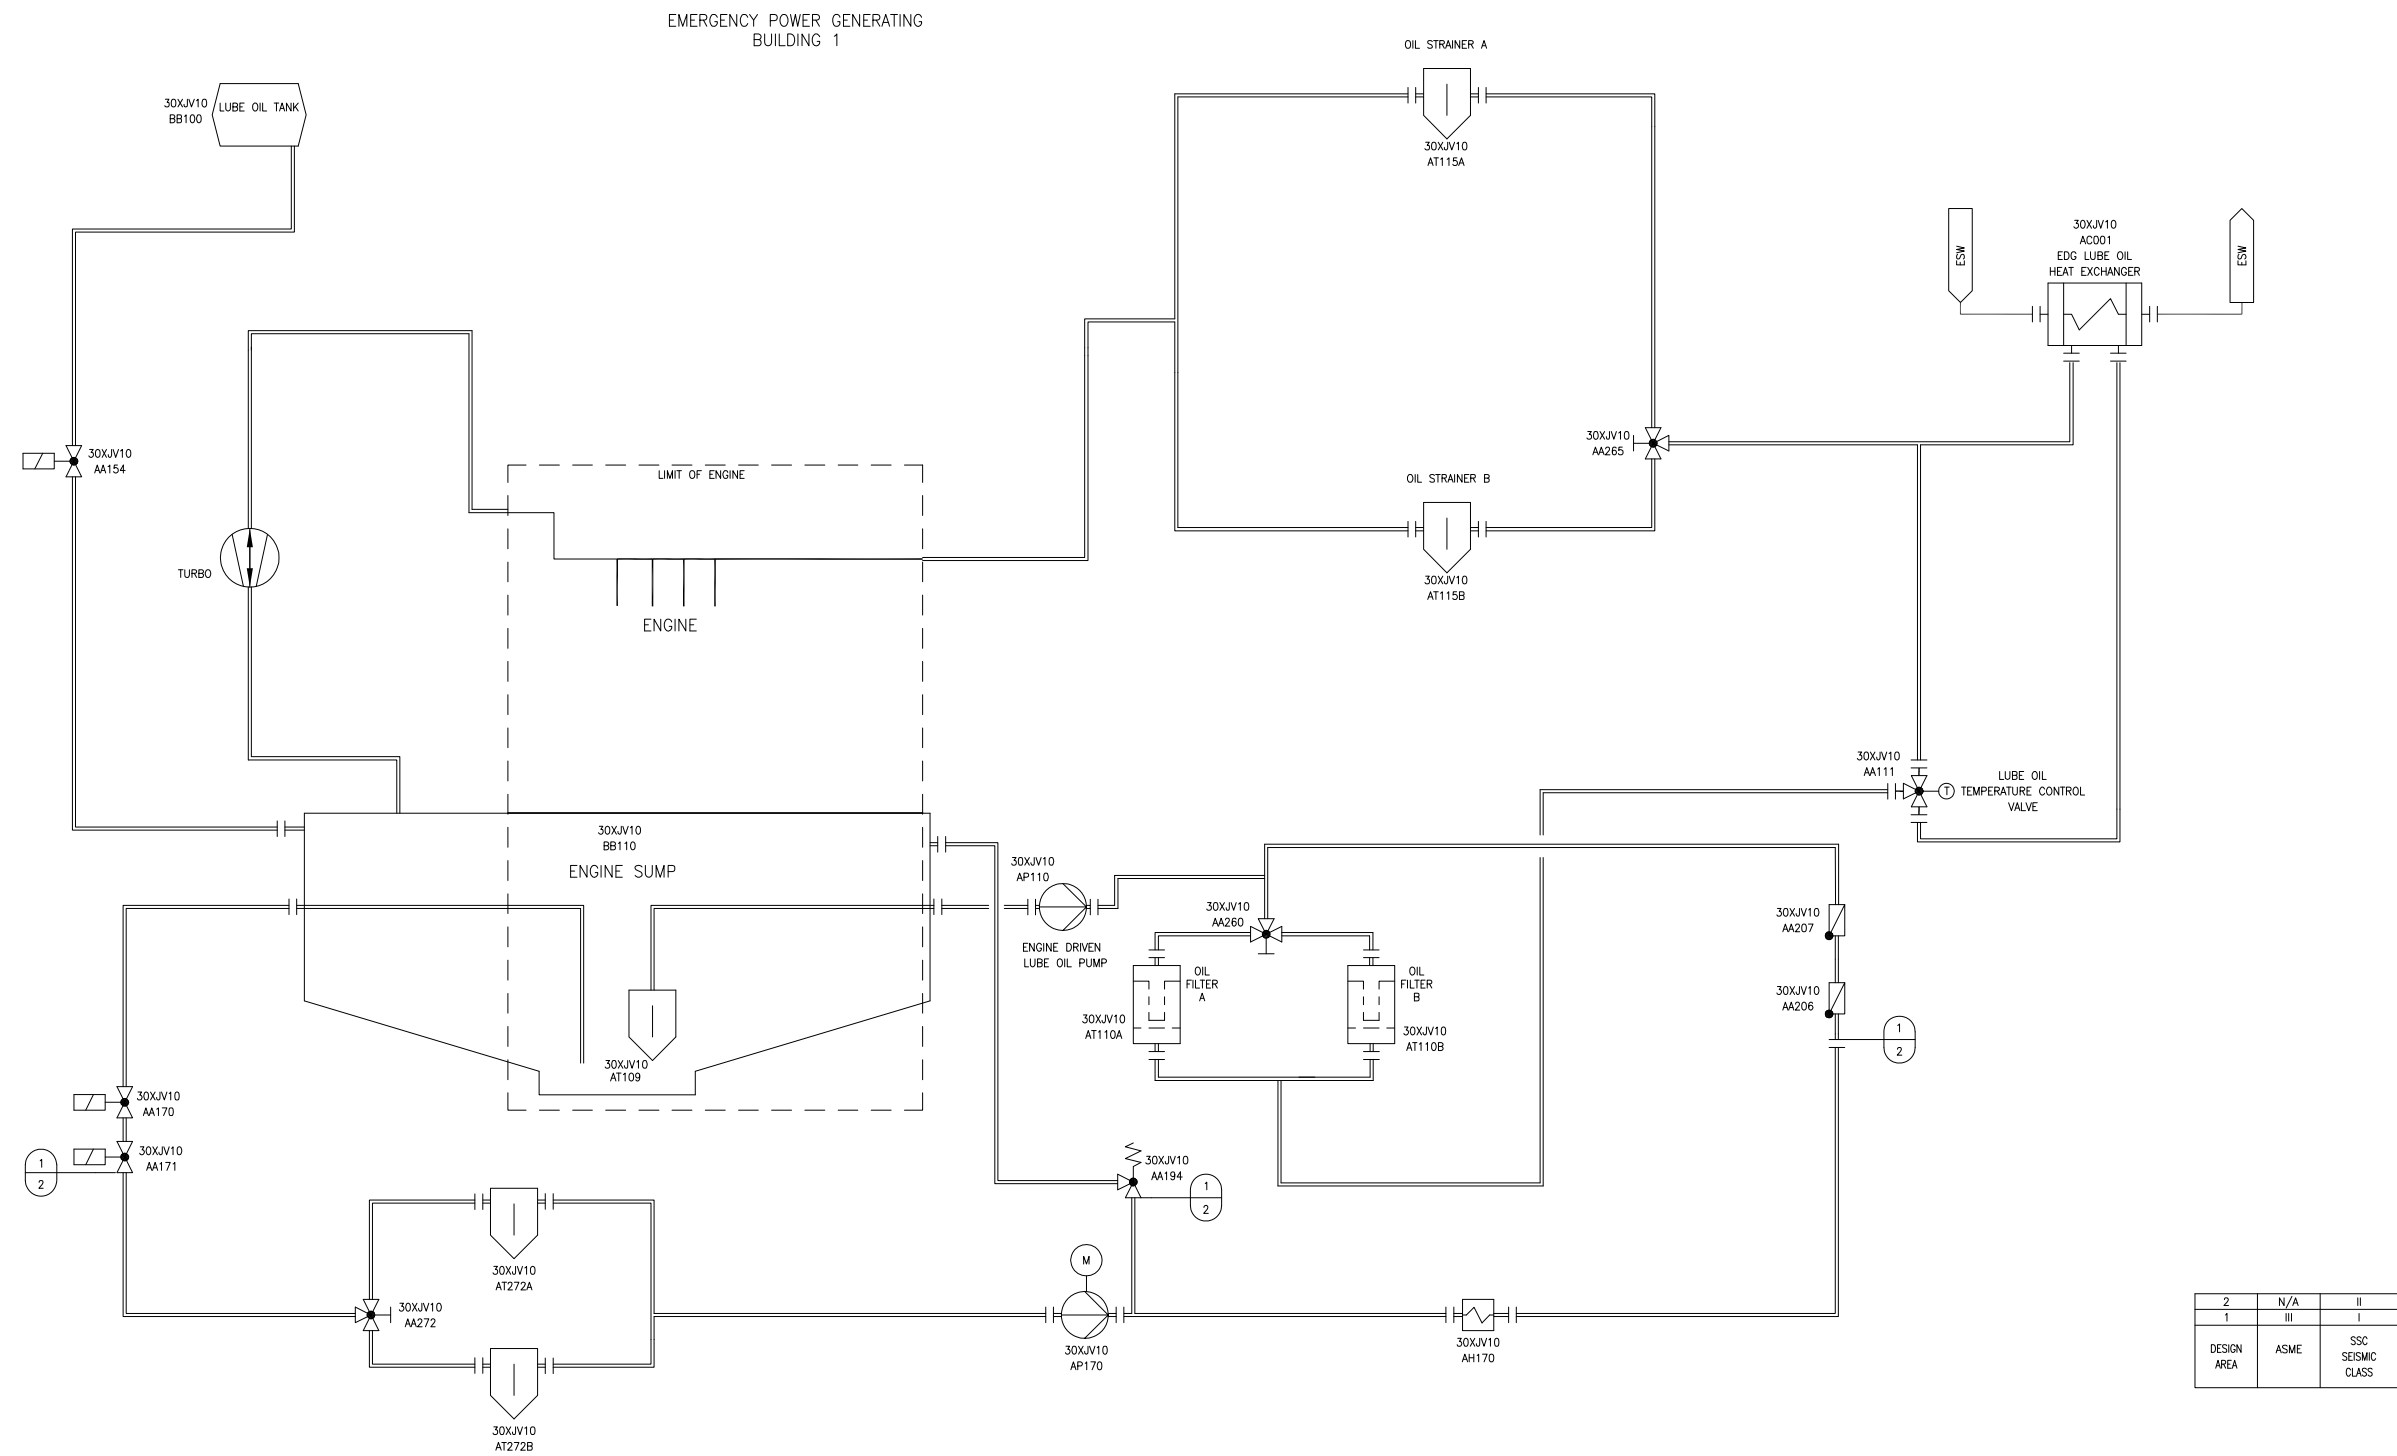 EMERGENCY POWER GENERATING
BUILDING 1
OIL STRAINER A
30XJV10
BB100
LUBE OIL TANK
30XJV10
AT115A
30XJV10
AC001
EDG LUBE OIL
HEAT EXCHANGER
ESW
ESW
30XJV10
AA154
LIMIT OF ENGINE
30XJV10
AA265
OIL STRAINER B
30XJV10
AT115B
TURBO
ENGINE
30XJV10
AA111
T
LUBE OIL
TEMPERATURE CONTROL
VALVE
30XJV10
BB110
ENGINE SUMP
30XJV10
AP110
ENGINE DRIVEN
LUBE OIL PUMP
30XJV10
AA260
30XJV10
AA207
OIL
FILTER
A
OIL
FILTER
B
30XJV10
AT110A
30XJV10
AT110B
30XJV10
AA206
1
2
30XJV10
AT109
30XJV10
AA170
30XJV10
AA171
1
2
30XJV10
AA194
1
2
30XJV10
AT272A
M
30XJV10
AA272
30XJV10
AP170
30XJV10
AH170
30XJV10
AT272B
2 N/A II
1 III I
DESIGN
AREA
ASME
SSC
SEISMIC
CLASS